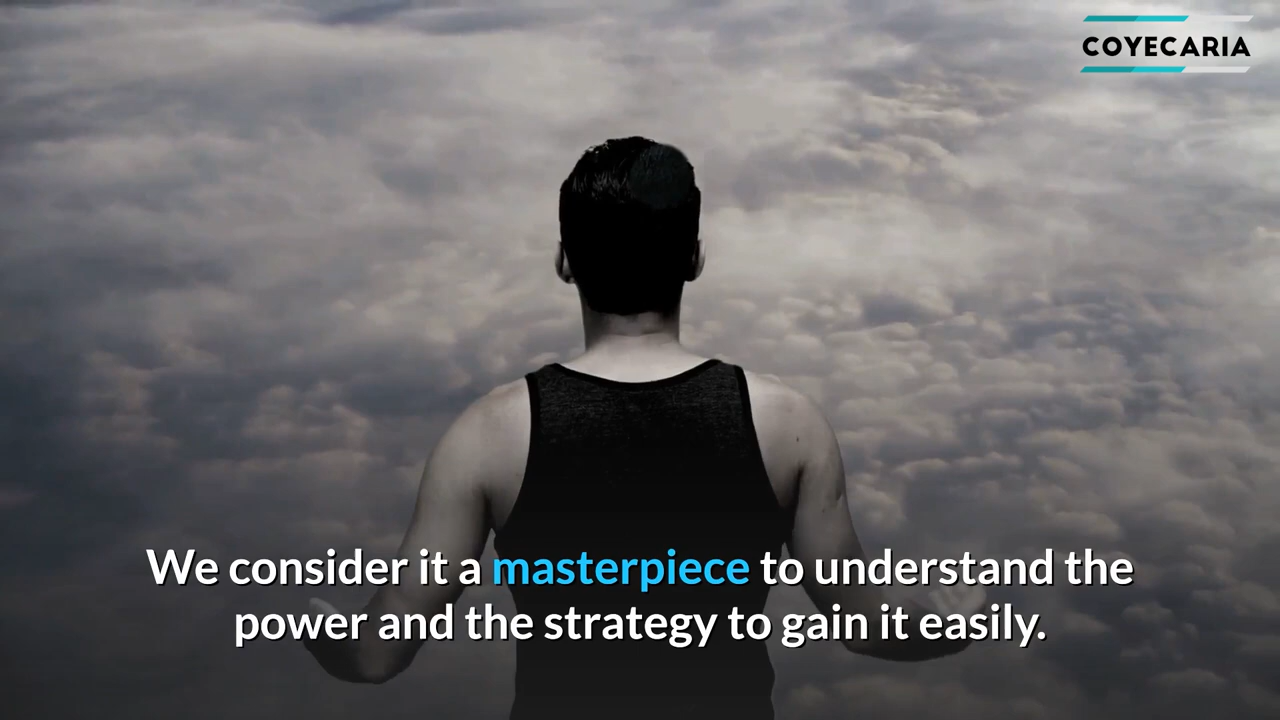 COYECARIA
We consider it a masterpiece to understand the
power and the strategy to gain it easily.